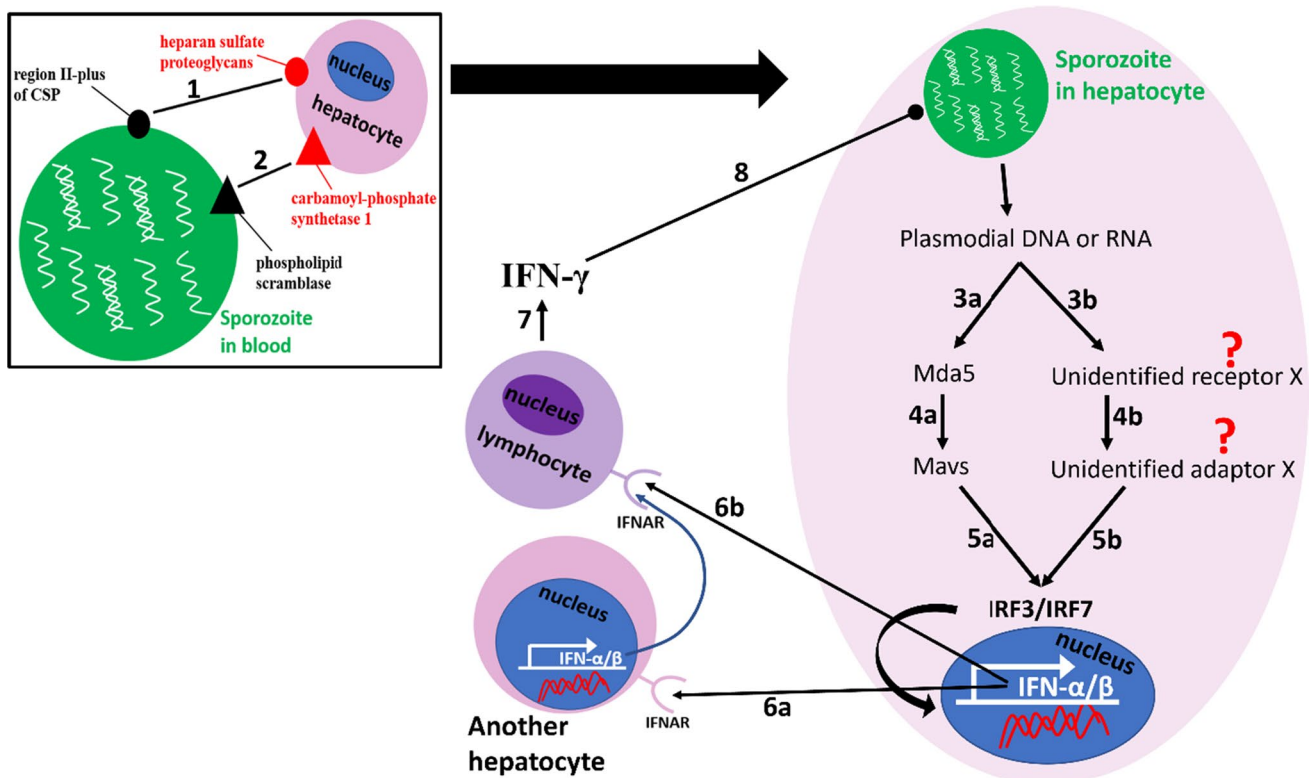 heparan sulfate
proteoglycans
region II-plus
of CSP
1
nucleus
hepatocyte
2
carbamoyl-phosphate
synthetase 1
phospholipid
scramblase
Sporozoite
in blood
Sporozoite
in hepatocyte
8
Plasmodial DNA or RNA
3a
3b
?
Mda5
Unidentified receptor X
4a
4b
?
Mavs
Unidentified adaptor X
5a
5b
IRF3/IRF7
nucleus
IFN-α/β
IFN-γ
7
nucleus
lymphocyte
IFNAR
6b
nucleus
IFN-α/β
IFNAR
6a
Another
hepatocyte